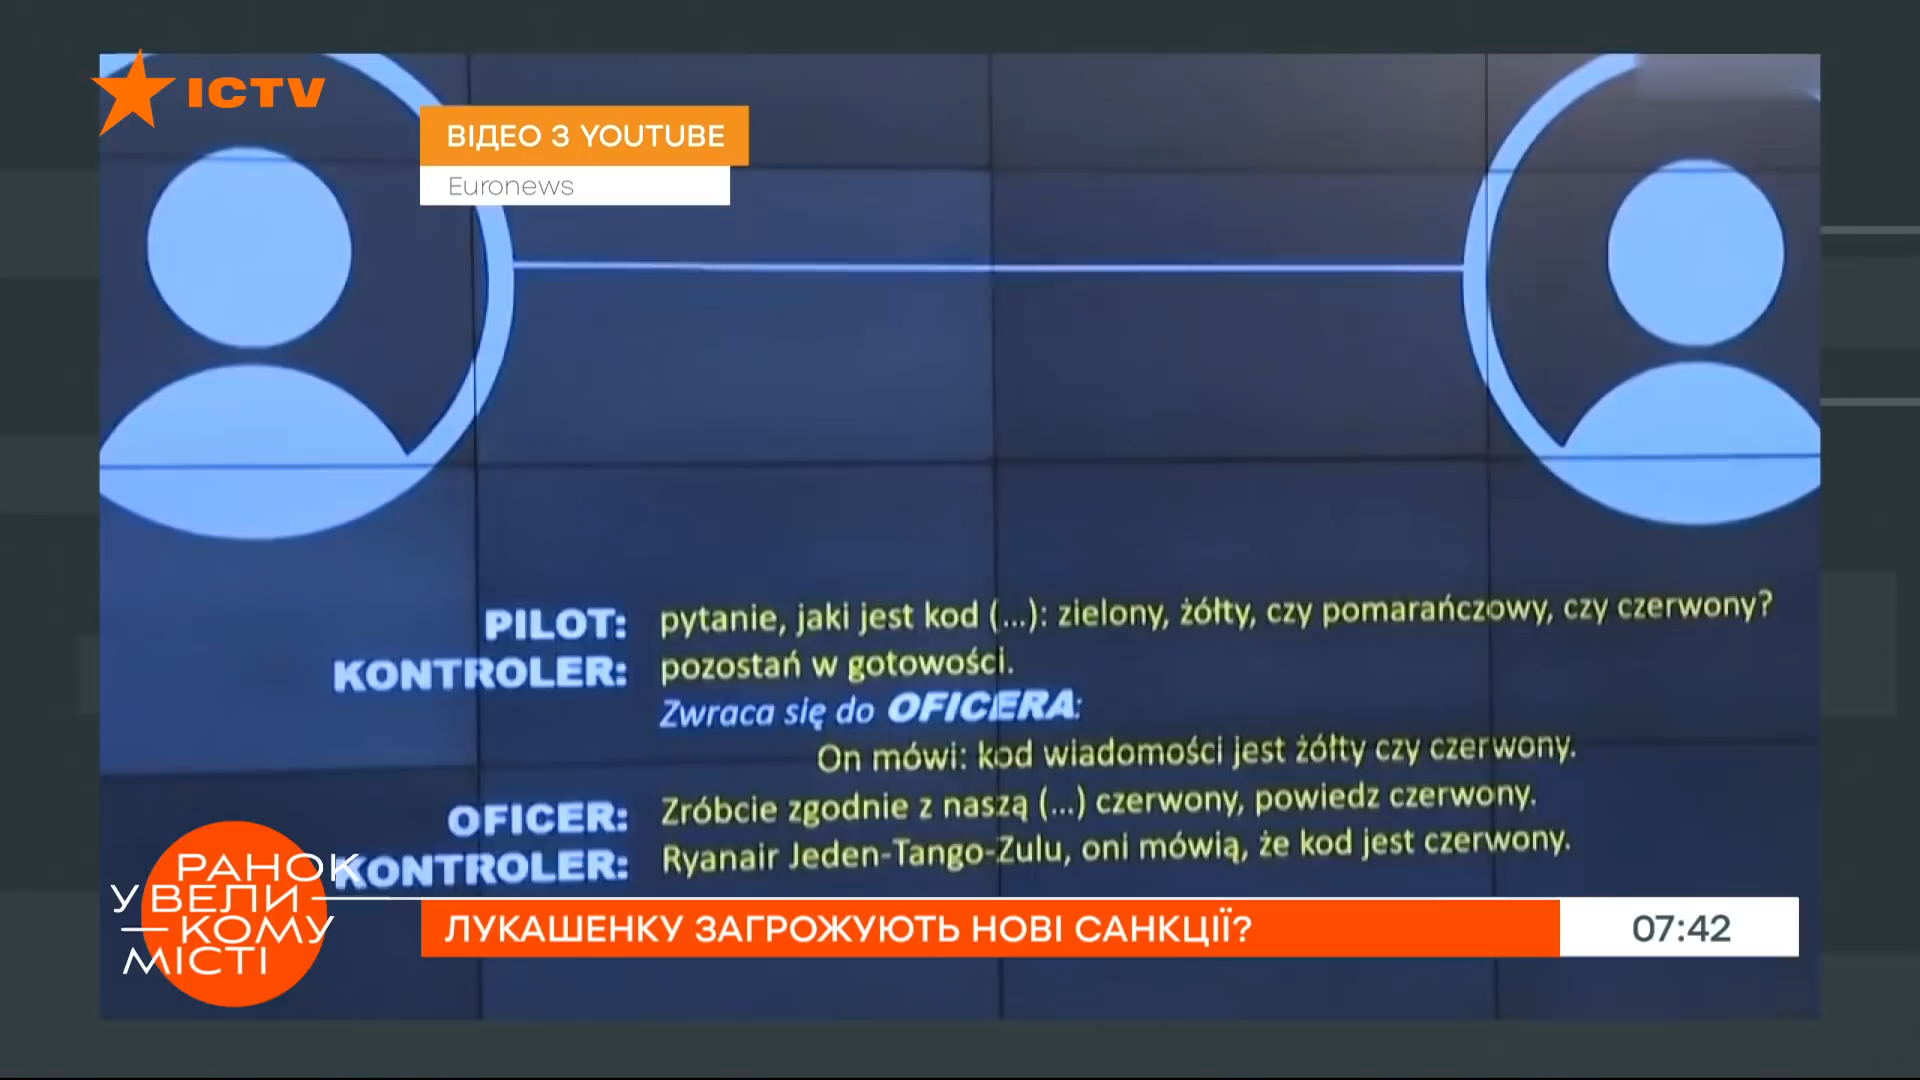 ICTV
ВІДЕО З YOUTUBE
Euronews
PILOT: pytanie, jaki jest kod (...): zielony, żółty, czy pomarańczowy, czy czerwony?
KONTROLER: pozostań w gotowości.
Zwraca się do OFICERA:
On mówi: kod wiadomości jest żółty czy czerwony.
OFICER: Zróbcie zgodnie z naszą (...) czerwony, powiedz czerwony.
KONTROLER: Ryanair Jeden-Tango-Zulu, oni mówią, że kod jest czerwony.
РАНОК
У ВЕЛИ
—КОМУ
МІСТІ
ЛУКАШЕНКУ ЗАГРОЖУЮТЬ НОВІ САНКЦІЇ?
07:42